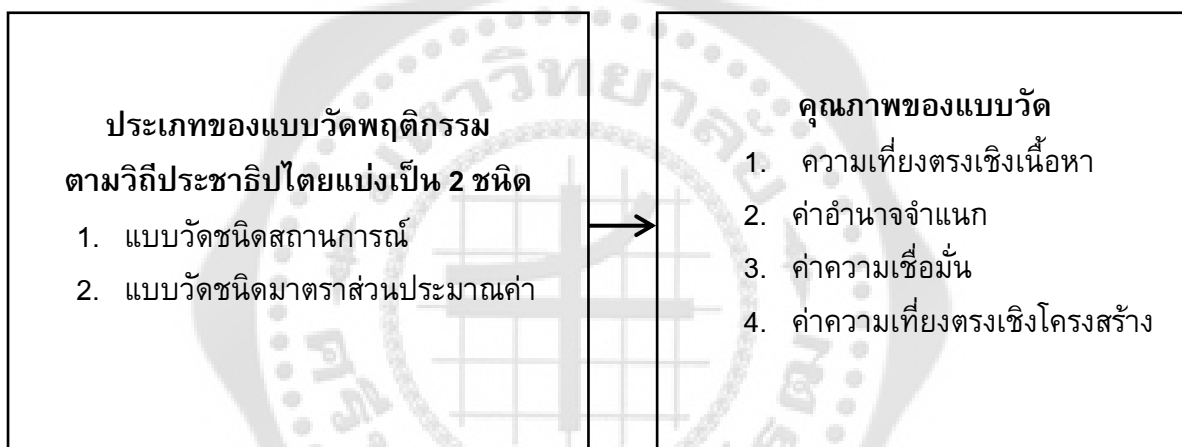 ประเภทของแบบวัดพฤติกรรม
ตามวิถีประชาธิปไตยแบ่งเป็น 2 ชนิด
1. แบบวัดชนิดสถานการณ์
2. แบบวัดชนิดมาตราส่วนประมาณค่า
คุณภาพของแบบวัด
1. ความเที่ยงตรงเชิงเนื้อหา
2. ค่าอำนาจจำแนก
3. ค่าความเชื่อมั่น
4. ค่าความเที่ยงตรงเชิงโครงสร้าง